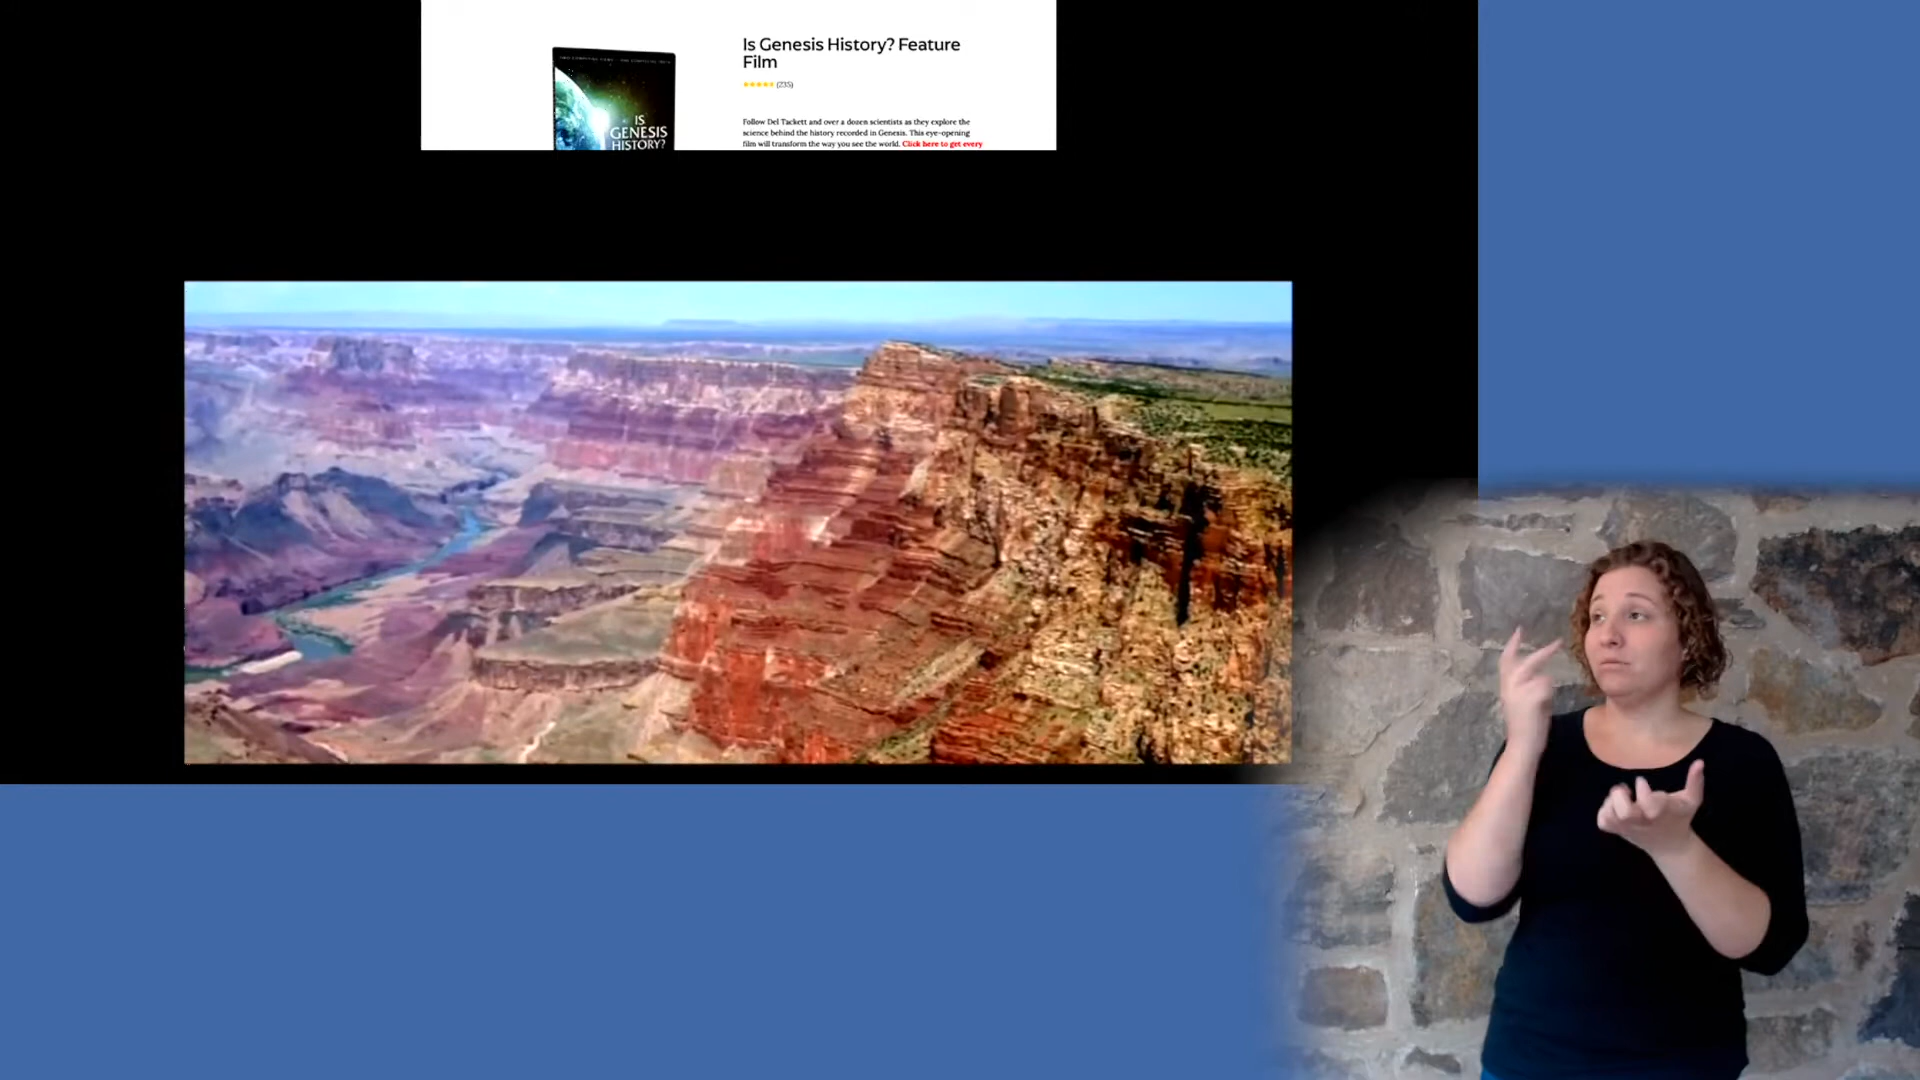 Is Genesis History? Feature
Film
(235)
Follow Del Tackett and over a dozen scientists as they explore the
science behind the history recorded in Genesis. This eye-opening
film will transform the way you see the world. Click here to get every
IS
GENESIS
HISTORY?